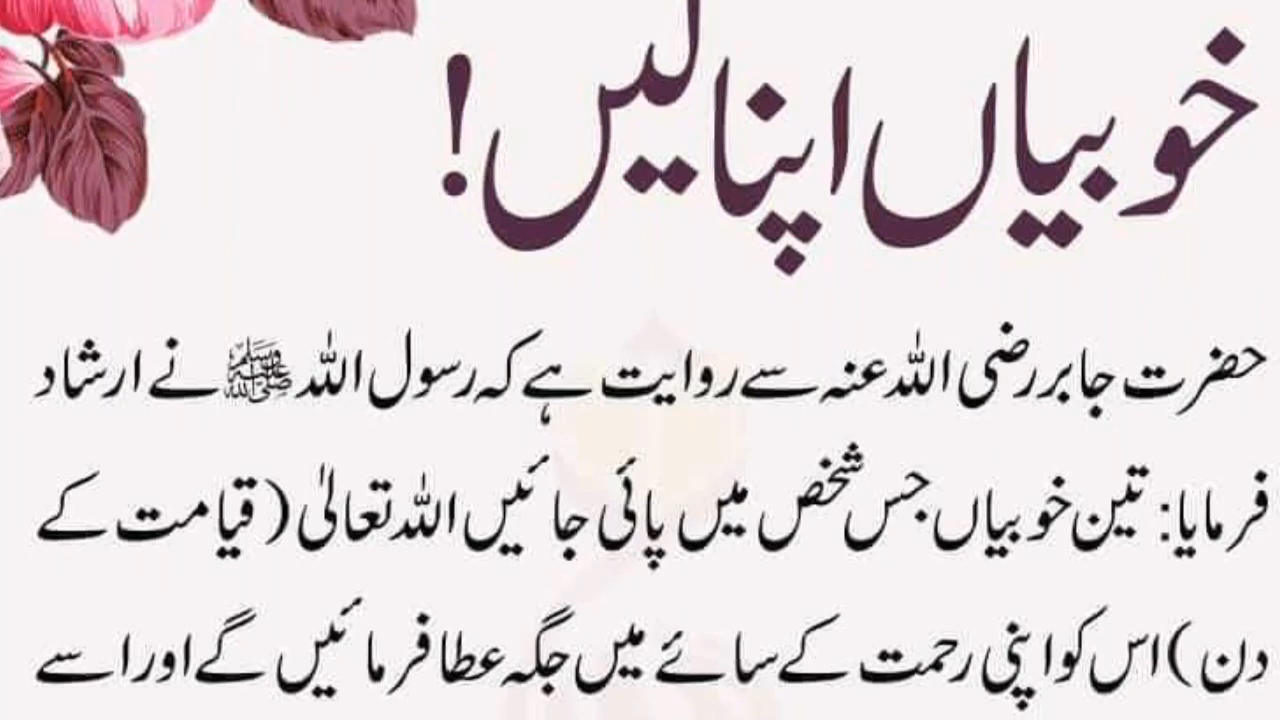 خوبیاں اپنا لیں!
حضرت جابر رضی اللہ عنہ سے روایت ہے کہ رسول اللہ ﷺ نے ارشاد
فرمایا: تین خوبیاں جس شخص میں پائی جائیں اللہ تعالیٰ (قیامت کے
دن) اس کو اپنی رحمت کے سائے میں جگہ عطا فرمائیں گے اور اسے